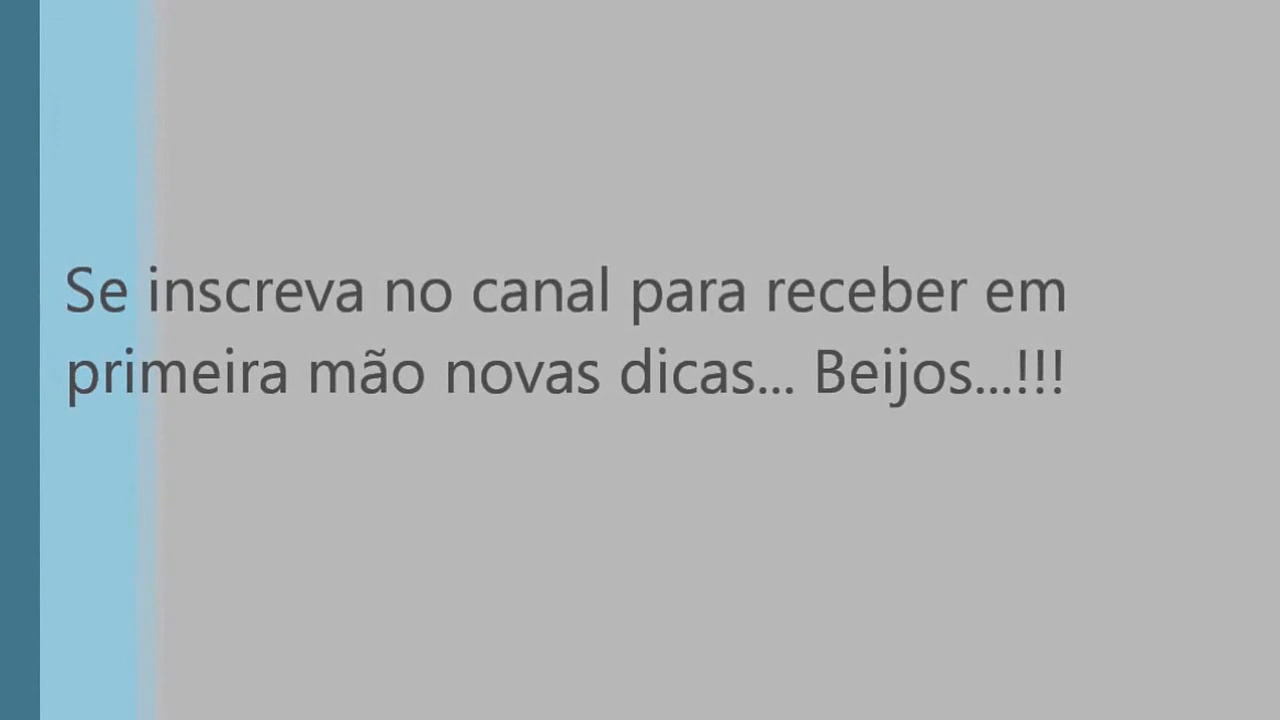 Se inscreva no canal para receber em
primeira mão novas dicas... Beijos...!!!